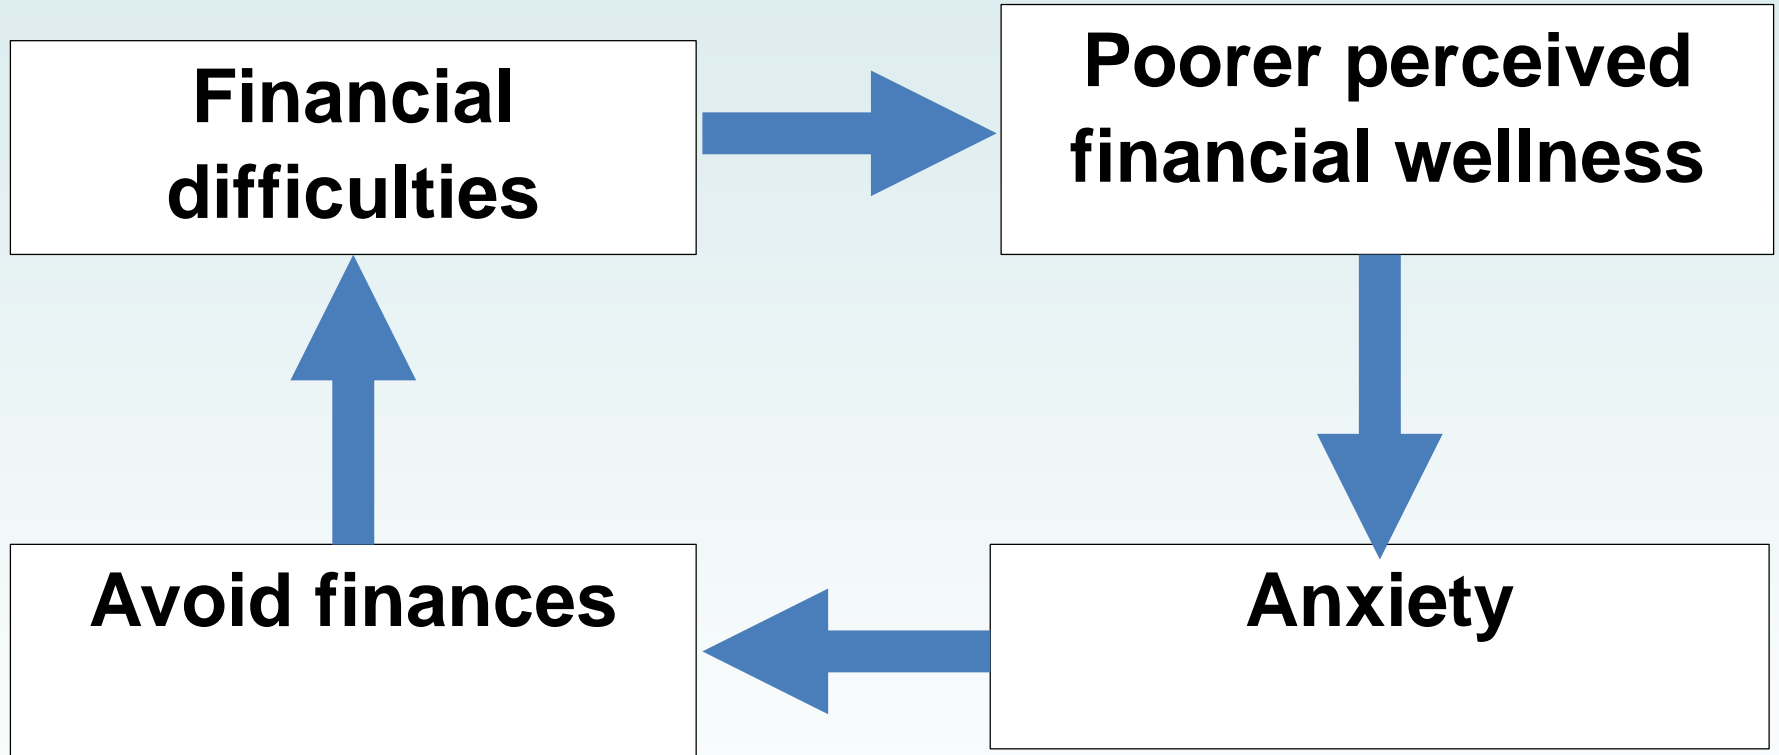 Financial
difficulties
Poorer perceived
financial wellness
Avoid finances
Anxiety